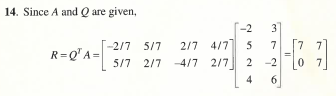 14. Since A and Q are given,
R = Q^T A = [-2/7 5/7 2/7 4/7; 5/7 2/7 -4/7 2/7] [-2 3; 5 7; 2 -2; 4 6] = [7 7; 0 7]